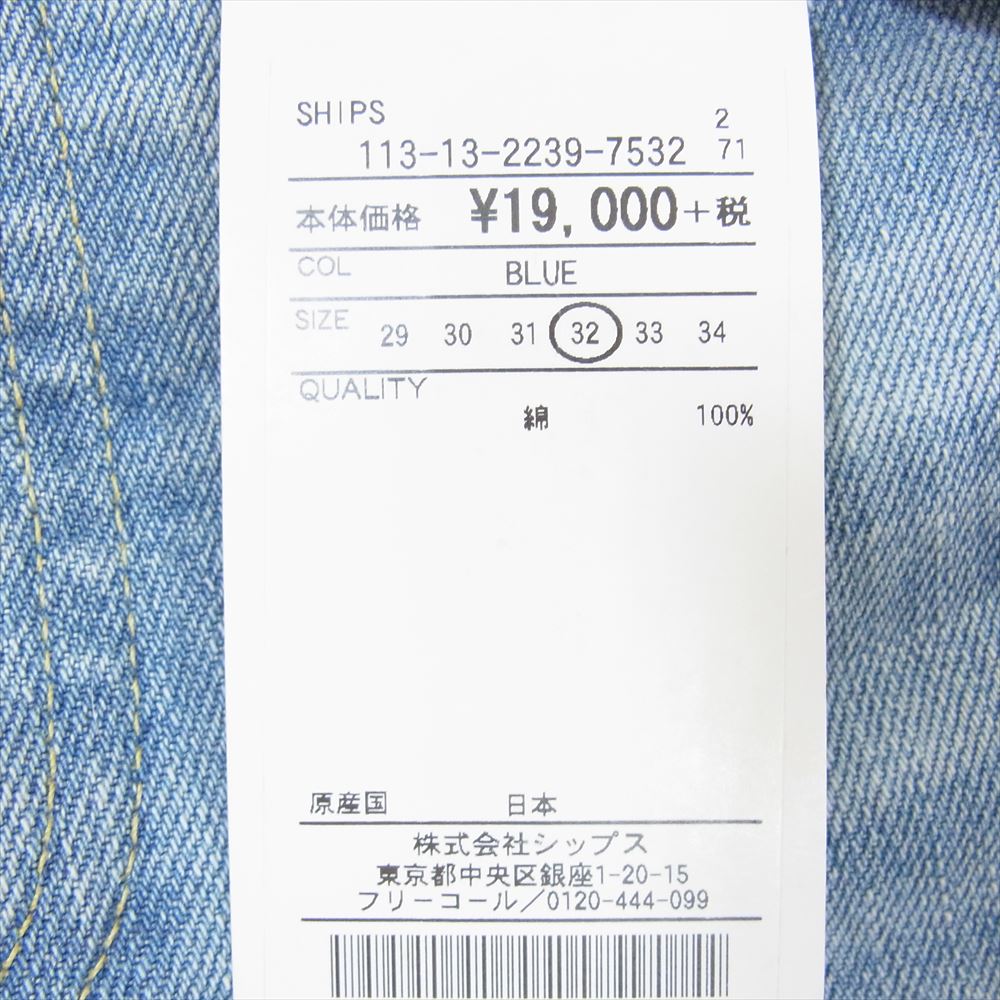 SHIPS 2
113-13-2239-7532 71
本体価格 ¥19,000+税
COL BLUE
SIZE 29 30 31 32 33 34
QUALITY
綿 100%
原産国 日本
株式会社シップス
東京都中央区銀座1-20-15
フリーコール/0120-444-099